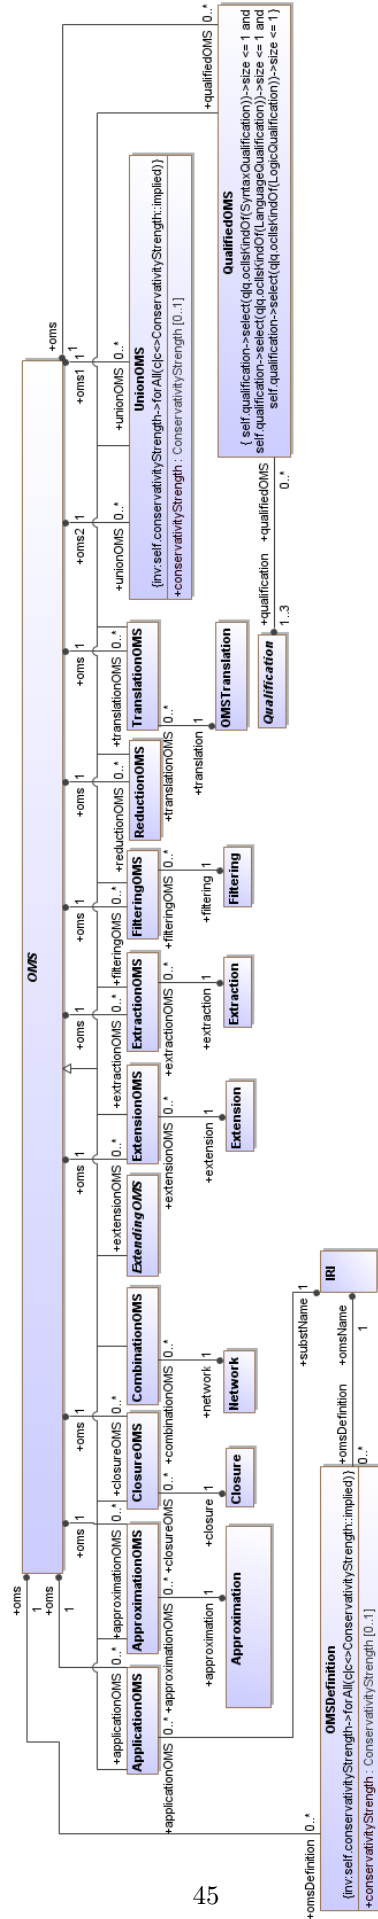 OMS
+oms
1
+oms
1
+oms 1
+oms 1
+oms 1
+oms 1
+oms 1
+oms 1
+oms 1
+oms2 1
+oms1 1
+oms
1
+applicationOMS 0..*
+approximationOMS 0..*
+closureOMS 0..*
+extensionOMS 0..*
+extractionOMS 0..*
+filteringOMS 0..*
+reductionOMS 0..*
+translationOMS 0..*
+unionOMS 0..*
+unionOMS 0..*
+qualifiedOMS 0..*
ApplicationOMS
ApproximationOMS
ClosureOMS
CombinationOMS
ExtendingOMS
ExtensionOMS
ExtractionOMS
FilteringOMS
ReductionOMS
TranslationOMS
UnionOMS
{inv:self.conservativityStrength->forAll(c|c<>ConservativityStrength::implied)}
+conservativityStrength : ConservativityStrength [0..1]
+applicationOMS 0..*
+approximationOMS 0..*
+closureOMS 0..*
+combinationOMS 0..*
+extensionOMS 0..*
+extractionOMS 0..*
+filteringOMS 0..*
+translationOMS 0..*
+approximation 1
+closure 1
+network 1
+extension 1
+extraction 1
+filtering 1
+translation 1
Approximation
Closure
Network
Extension
Extraction
Filtering
OMSTranslation
QualifiedOMS
{ self.qualification->select(q|q.oclIsKindOf(SyntaxQualification))->size <= 1 and
self.qualification->select(q|q.oclIsKindOf(LanguageQualification))->size <= 1 and
self.qualification->select(q|q.oclIsKindOf(LogicQualification))->size <= 1}
+qualification
1..3
+qualifiedOMS
0..*
Qualification
+omsDefinition 0..*
OMSDefinition
{inv:self.conservativityStrength->forAll(c|c<>ConservativityStrength::implied)}
+conservativityStrength : ConservativityStrength [0..1]
+omsDefinition
0..*
+omsName
1
+substName 1
IRI
45